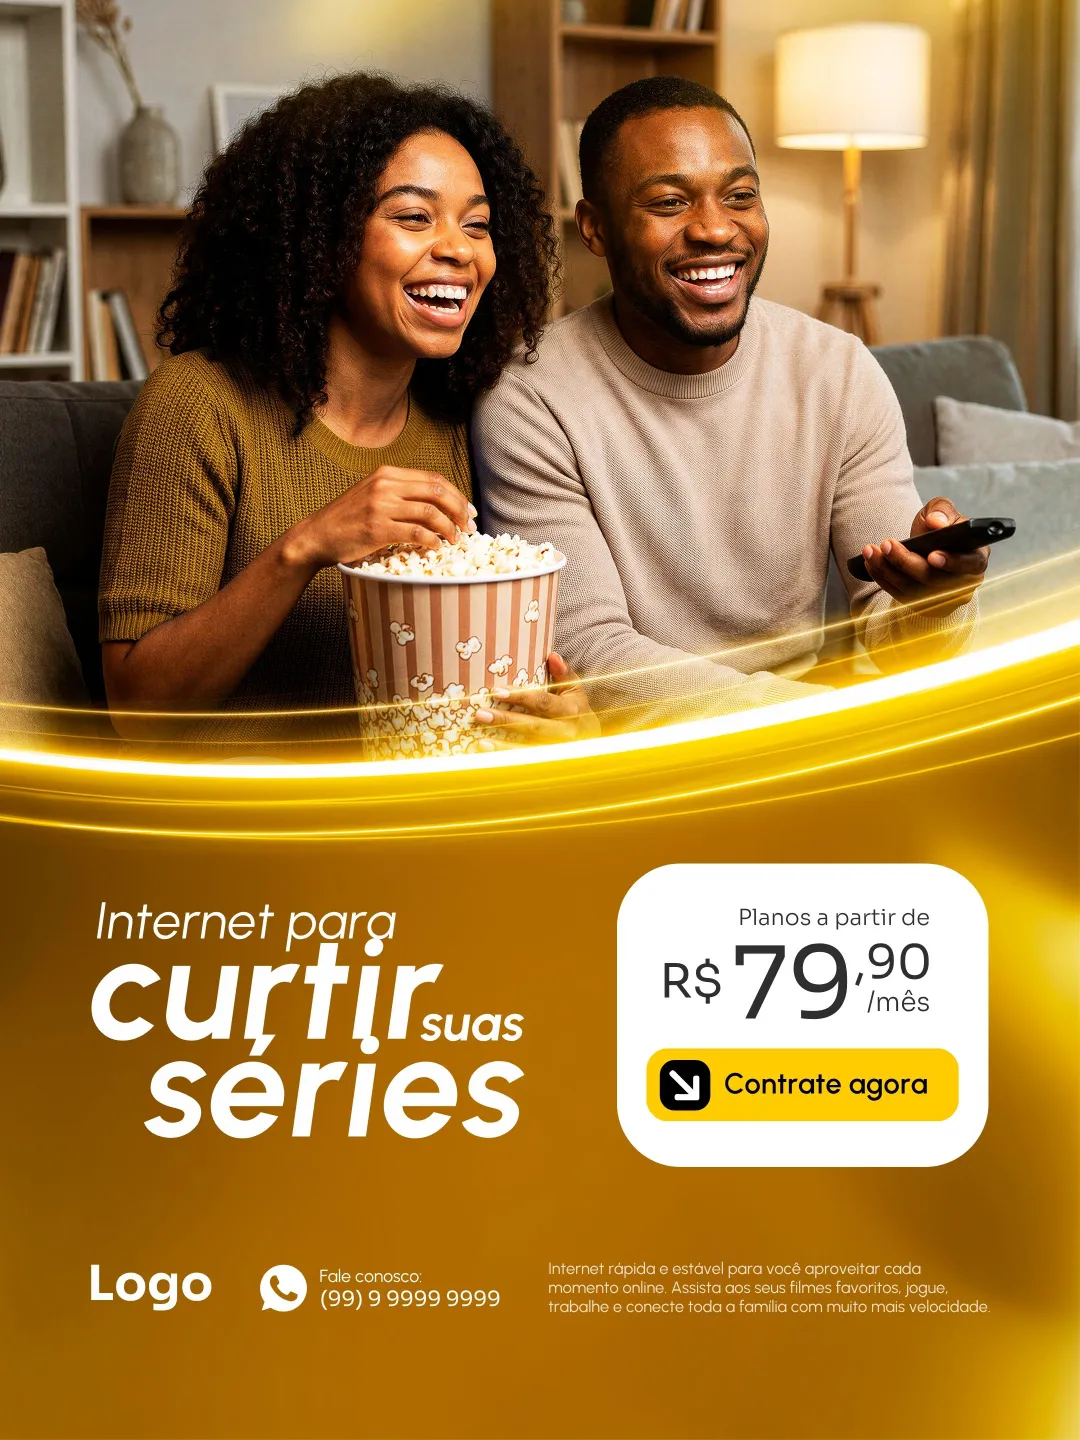 Internet para
curtir suas
séries
Planos a partir de
R$ 79,90
/mês
Contrate agora
Logo
Fale conosco:
(99) 9 9999 9999
Internet rápida e estável para você aproveitar cada
momento online. Assista aos seus filmes favoritos, jogue,
trabalhe e conecte toda a família com muito mais velocidade.